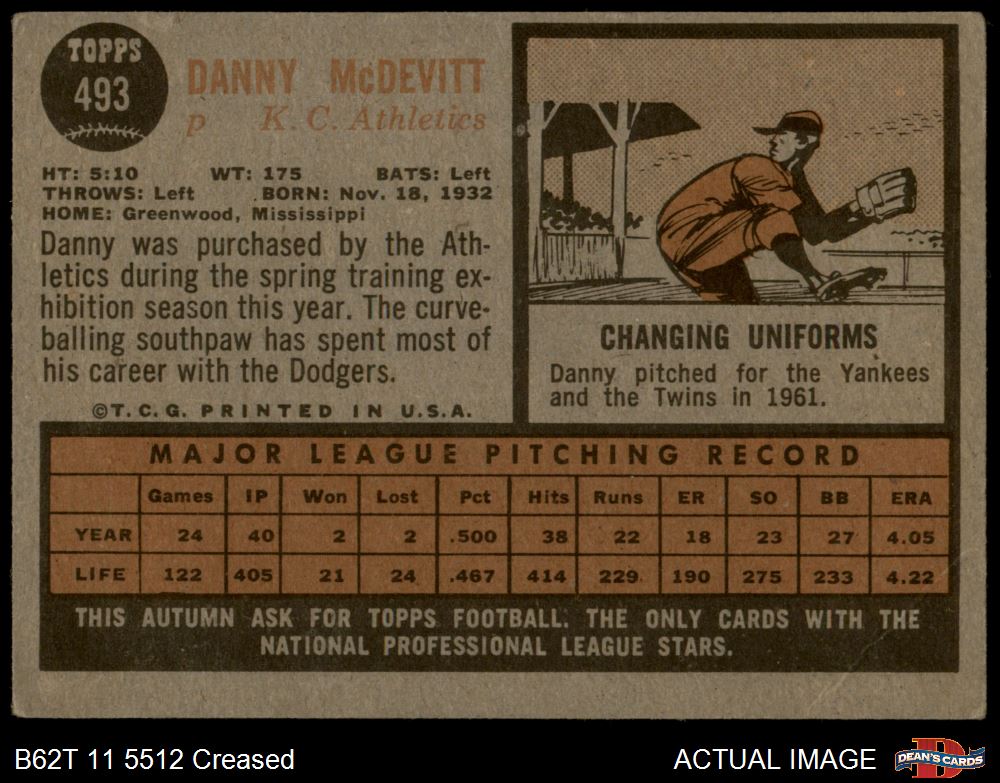 TOPPS
493
DANNY McDEVITT
p K. C. Athletics
HT: 5:10 WT: 175 BATS: Left
THROWS: Left BORN: Nov. 18, 1932
HOME: Greenwood, Mississippi
Danny was purchased by the Ath-
letics during the spring training ex-
hibition season this year. The curve-
balling southpaw has spent most of
his career with the Dodgers.
©T.C.G. PRINTED IN U.S.A.
CHANGING UNIFORMS
Danny pitched for the Yankees
and the Twins in 1961.
MAJOR LEAGUE PITCHING RECORD
Games IP Won Lost Pct Hits Runs ER SO BB ERA
YEAR 24 40 2 2 .500 38 22 18 23 27 4.05
LIFE 122 405 21 24 .467 414 229 190 275 233 4.22
THIS AUTUMN ASK FOR TOPPS FOOTBALL. THE ONLY CARDS WITH THE
NATIONAL PROFESSIONAL LEAGUE STARS.
B62T 11 5512 Creased
ACTUAL IMAGE
D
DEAN'S CARDS